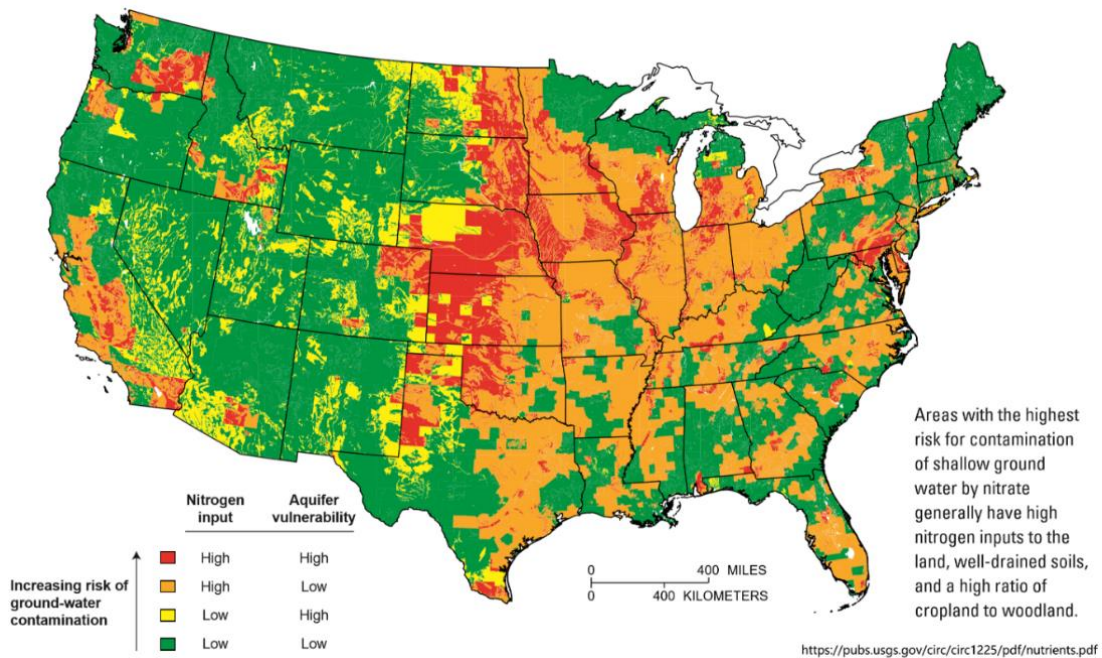 Areas with the highest
risk for contamination
of shallow ground
water by nitrate
generally have high
nitrogen inputs to the
land, well-drained soils,
and a high ratio of
cropland to woodland.
Nitrogen input
Aquifer vulnerability
High High
High Low
Low High
Low Low
Increasing risk of
ground-water
contamination
0 400 MILES
0 400 KILOMETERS
https://pubs.usgs.gov/circ/circ1225/pdf/nutrients.pdf